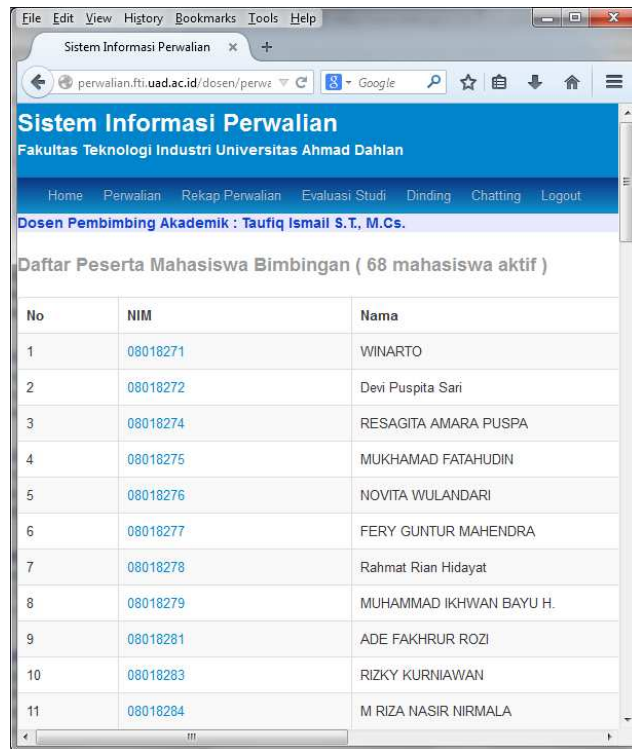 File Edit View History Bookmarks Tools Help
Sistem Informasi Perwalian × +
perwalian.fti.uad.ac.id/dosen/perwa Google
Sistem Informasi Perwalian
Fakultas Teknologi Industri Universitas Ahmad Dahlan
Home Perwalian Rekap Perwalian Evaluasi Studi Dinding Chatting Logout
Dosen Pembimbing Akademik : Taufiq Ismail S.T., M.Cs.
Daftar Peserta Mahasiswa Bimbingan ( 68 mahasiswa aktif )
No NIM Nama
1 08018271 WINARTO
2 08018272 Devi Puspita Sari
3 08018274 RESAGITA AMARA PUSPA
4 08018275 MUKHAMAD FATAHUDIN
5 08018276 NOVITA WULANDARI
6 08018277 FERY GUNTUR MAHENDRA
7 08018278 Rahmat Rian Hidayat
8 08018279 MUHAMMAD IKHWAN BAYU H.
9 08018281 ADE FAKHRUR ROZI
10 08018283 RIZKY KURNIAWAN
11 08018284 M RIZA NASIR NIRMALA